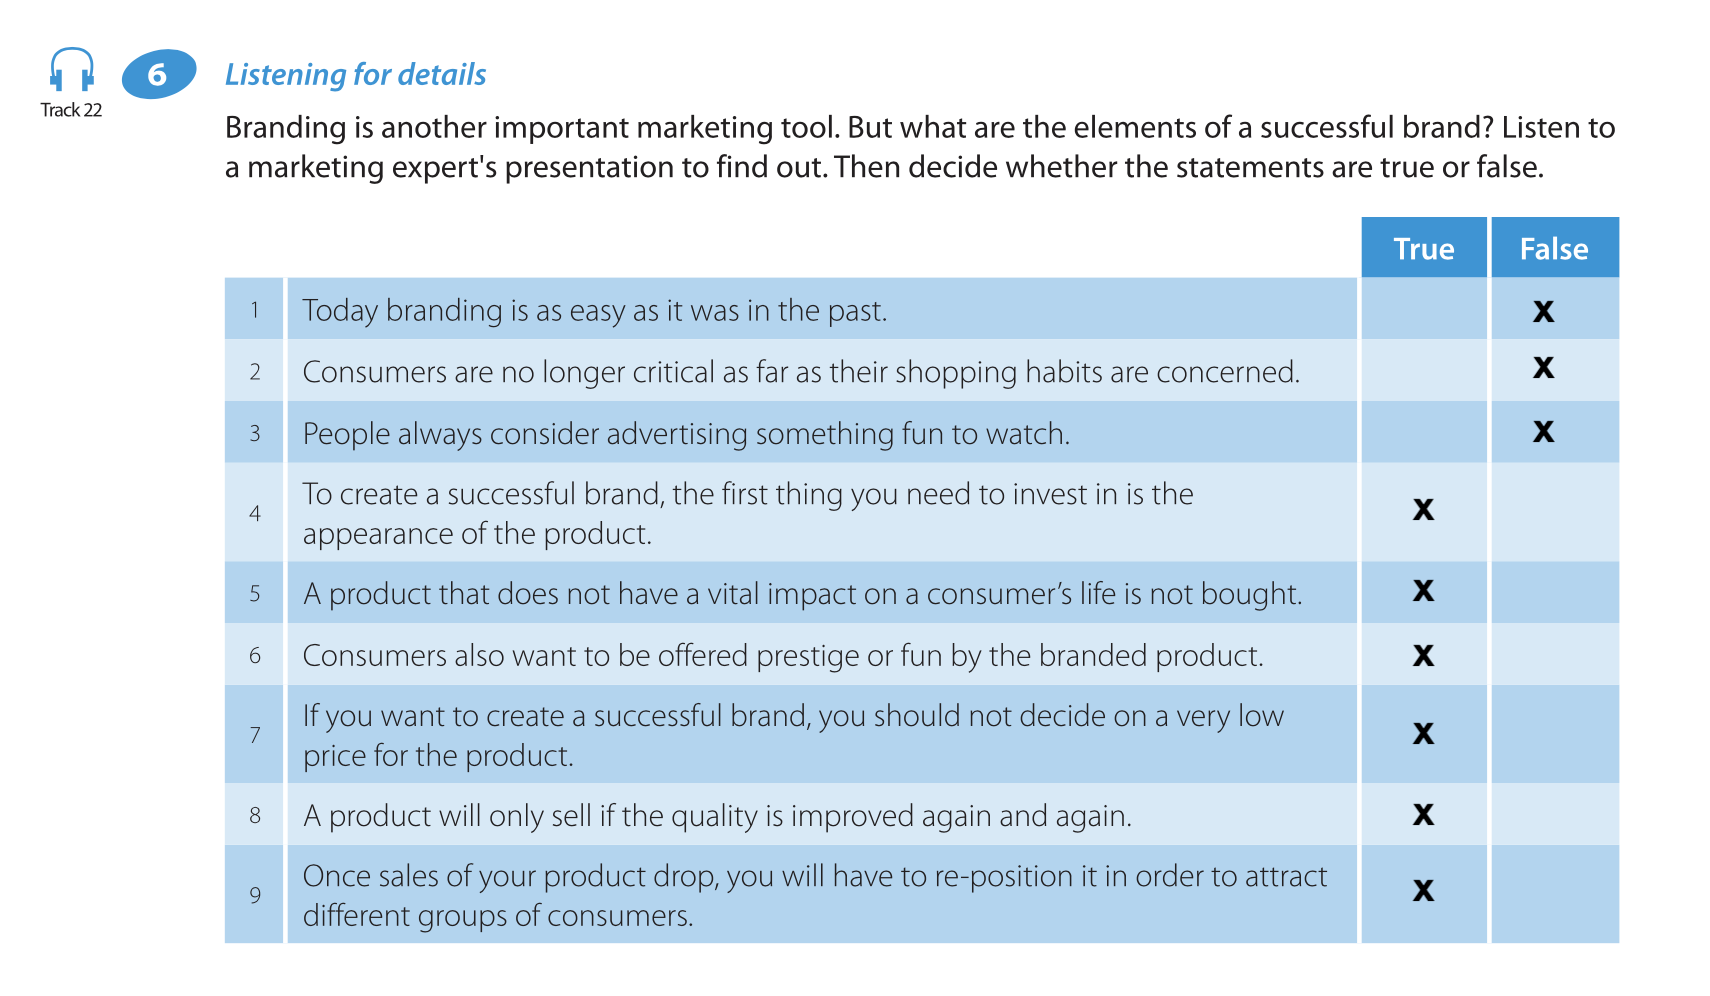 6 Listening for details
Track 22
Branding is another important marketing tool. But what are the elements of a successful brand? Listen to
a marketing expert's presentation to find out. Then decide whether the statements are true or false.
True False
1 Today branding is as easy as it was in the past. x
2 Consumers are no longer critical as far as their shopping habits are concerned. x
3 People always consider advertising something fun to watch. x
4 To create a successful brand, the first thing you need to invest in is the
appearance of the product. x
5 A product that does not have a vital impact on a consumer’s life is not bought. x
6 Consumers also want to be offered prestige or fun by the branded product. x
7 If you want to create a successful brand, you should not decide on a very low
price for the product. x
8 A product will only sell if the quality is improved again and again. x
9 Once sales of your product drop, you will have to re-position it in order to attract
different groups of consumers. x